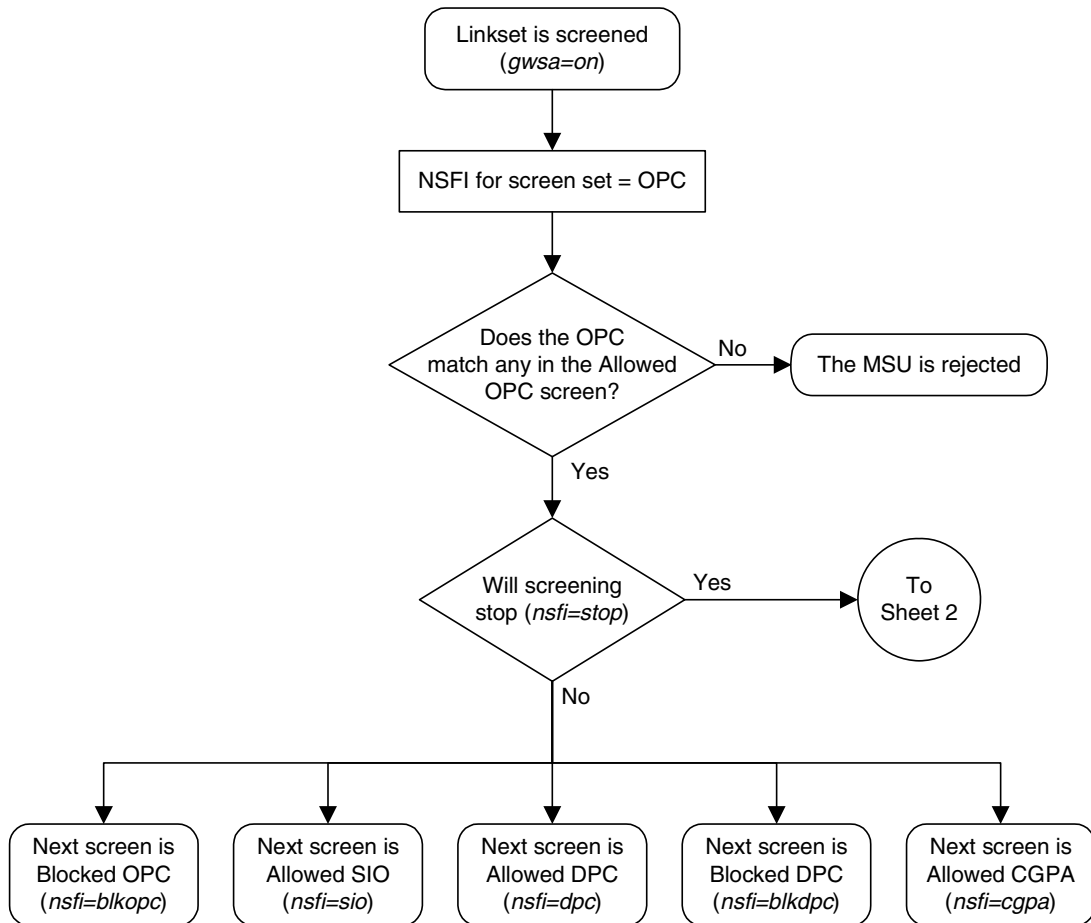 Linkset is screened
(gwsa=on)
NSFI for screen set = OPC
Does the OPC
match any in the Allowed
OPC screen?
No
The MSU is rejected
Yes
Will screening
stop (nsfi=stop)
Yes
To
Sheet 2
No
Next screen is
Blocked OPC
(nsfi=blkopc)
Next screen is
Allowed SIO
(nsfi=sio)
Next screen is
Allowed DPC
(nsfi=dpc)
Next screen is
Blocked DPC
(nsfi=blkdpc)
Next screen is
Allowed CGPA
(nsfi=cgpa)